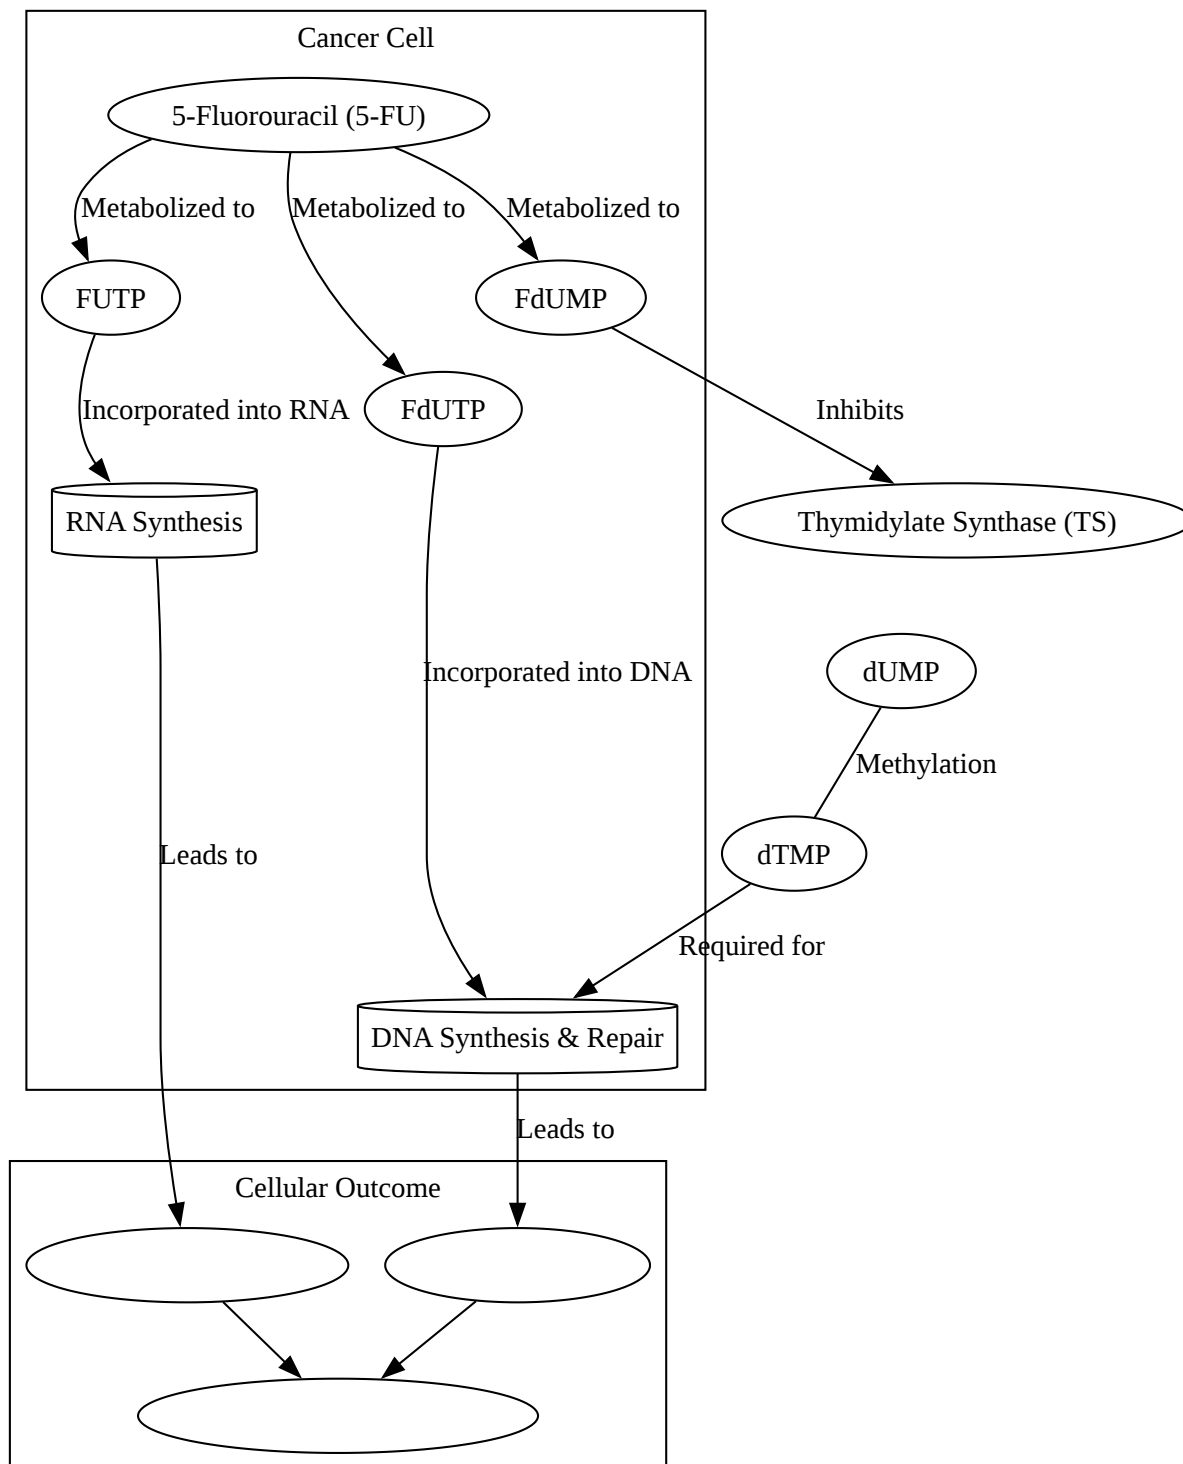 Cancer Cell
5-Fluorouracil (5-FU)
Metabolized to
Metabolized to
Metabolized to
FUTP
FdUMP
Incorporated into RNA
FdUTP
Inhibits
RNA Synthesis
Thymidylate Synthase (TS)
Incorporated into DNA
dUMP
Methylation
Leads to
dTMP
Required for
DNA Synthesis & Repair
Leads to
Cellular Outcome